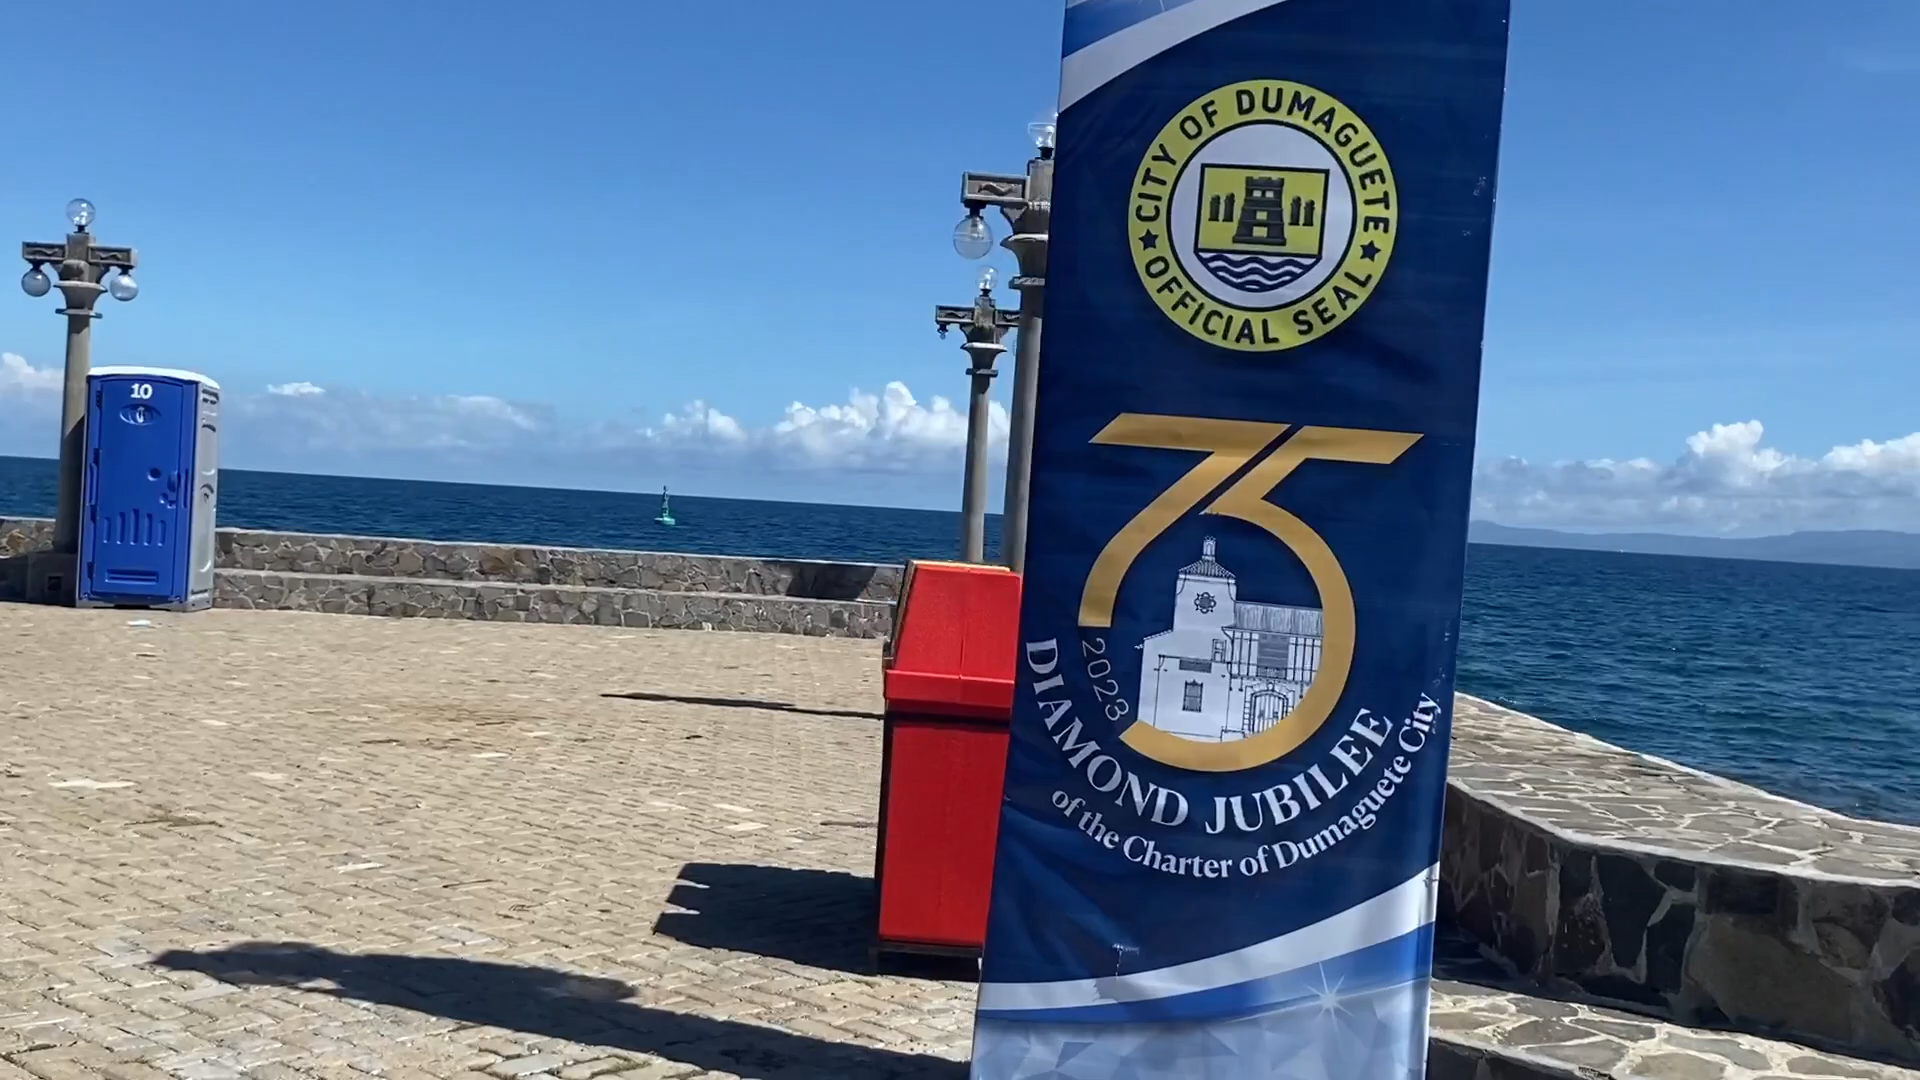 10
CITY OF DUMAGUETE
OFFICIAL SEAL
75
2023
DIAMOND JUBILEE
of the Charter of Dumaguete City